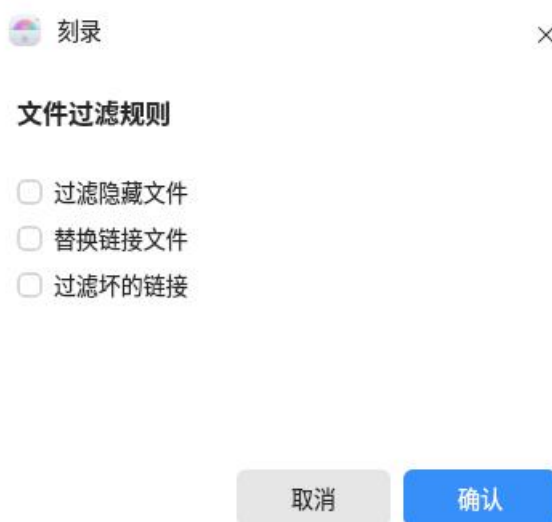 刻录
文件过滤规则
过滤隐藏文件
替换链接文件
过滤坏的链接
取消 确认